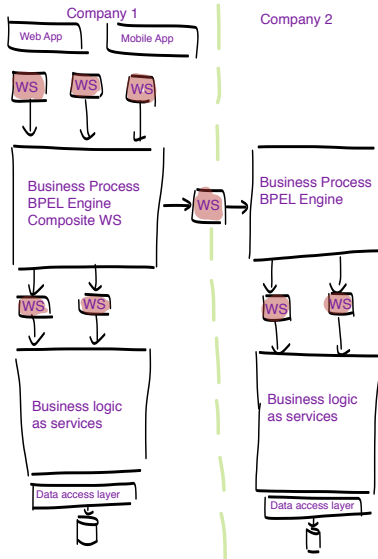 Company 1
Company 2
Web App
Mobile App
WS
WS
WS
Business Process
BPEL Engine
Composite WS
WS
Business Process
BPEL Engine
WS
WS
WS
WS
Business logic
as services
Business logic
as services
Data access layer
Data access layer